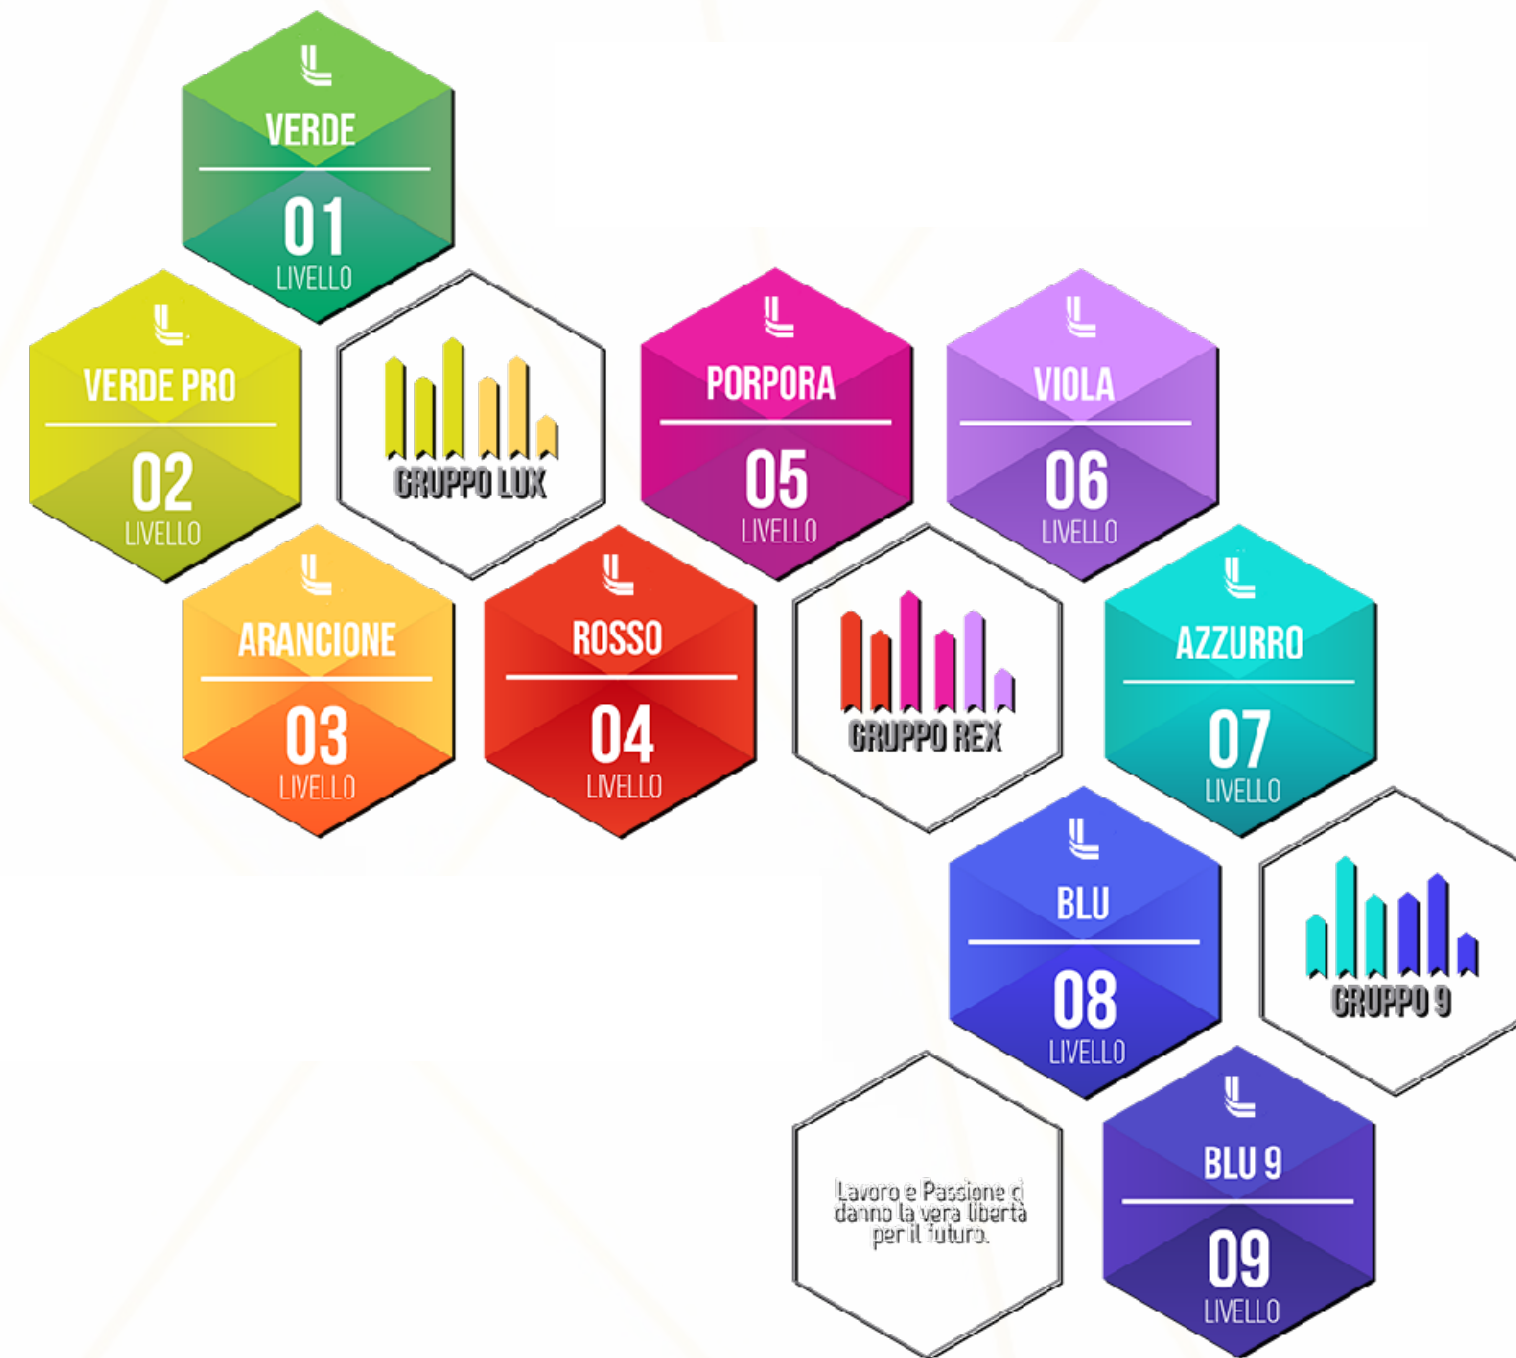 VERDE
01
LIVELLO
VERDE PRO
02
LIVELLO
GRUPPO LUX
PORPORA
05
LIVELLO
VIOLA
06
LIVELLO
ARANCIONE
03
LIVELLO
ROSSO
04
LIVELLO
GRUPPO REX
AZZURRO
07
LIVELLO
BLU
08
LIVELLO
GRUPPO 9
Lavoro e Passione ci
danno la vera libertà
per il futuro.
BLU 9
09
LIVELLO